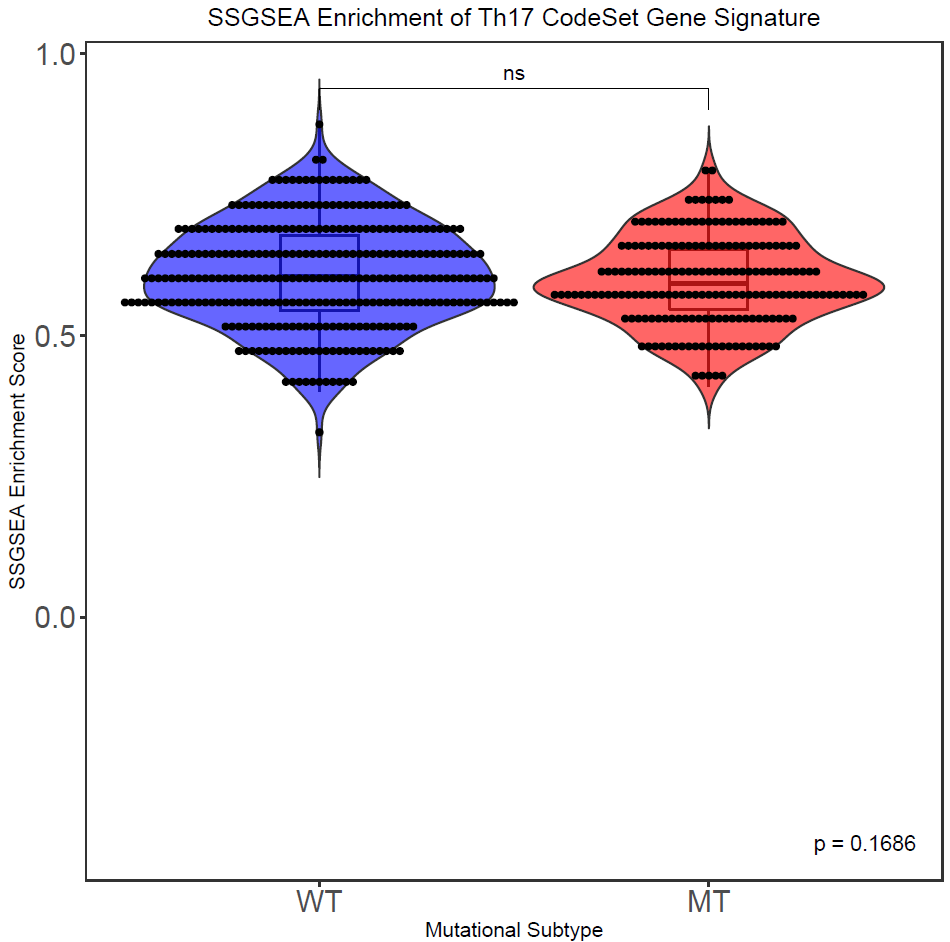 SSGSEA Enrichment of Th17 CodeSet Gene Signature
1.0
ns
0.5
SSGSEA Enrichment Score
0.0
p = 0.1686
WT
MT
Mutational Subtype